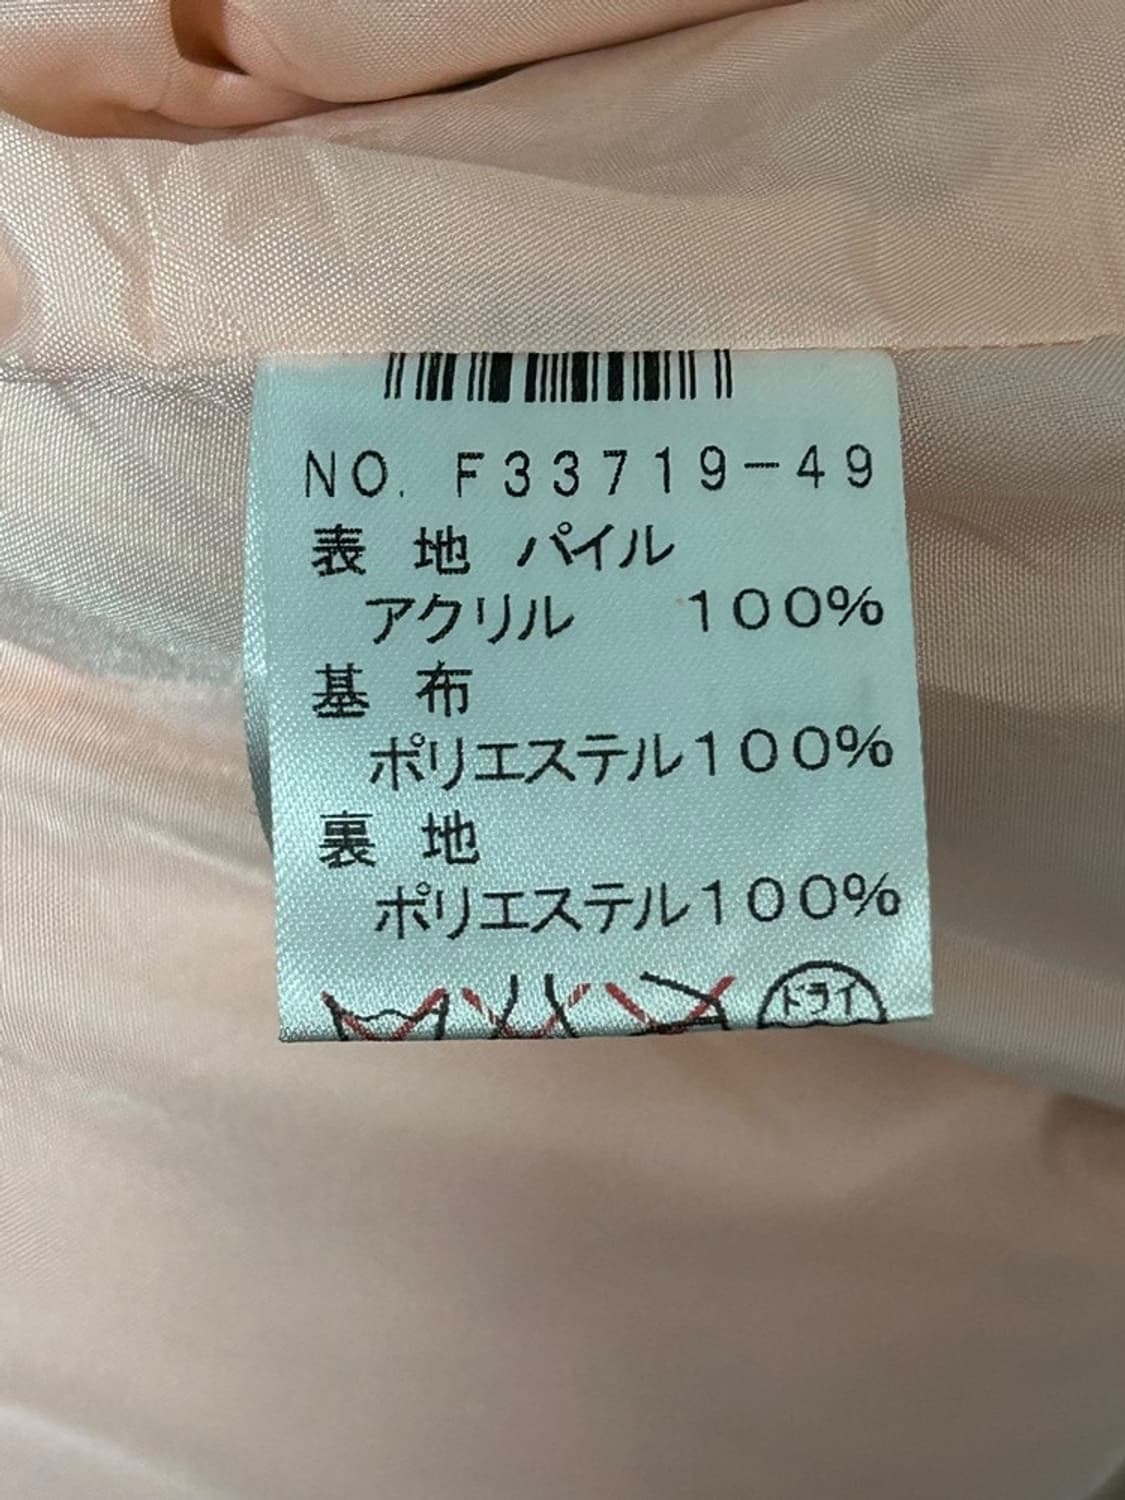 NO. F33719-49
表 地 パイル
アクリル 100%
基 布
ポリエステル100%
裏 地
ポリエステル100%
ドライ